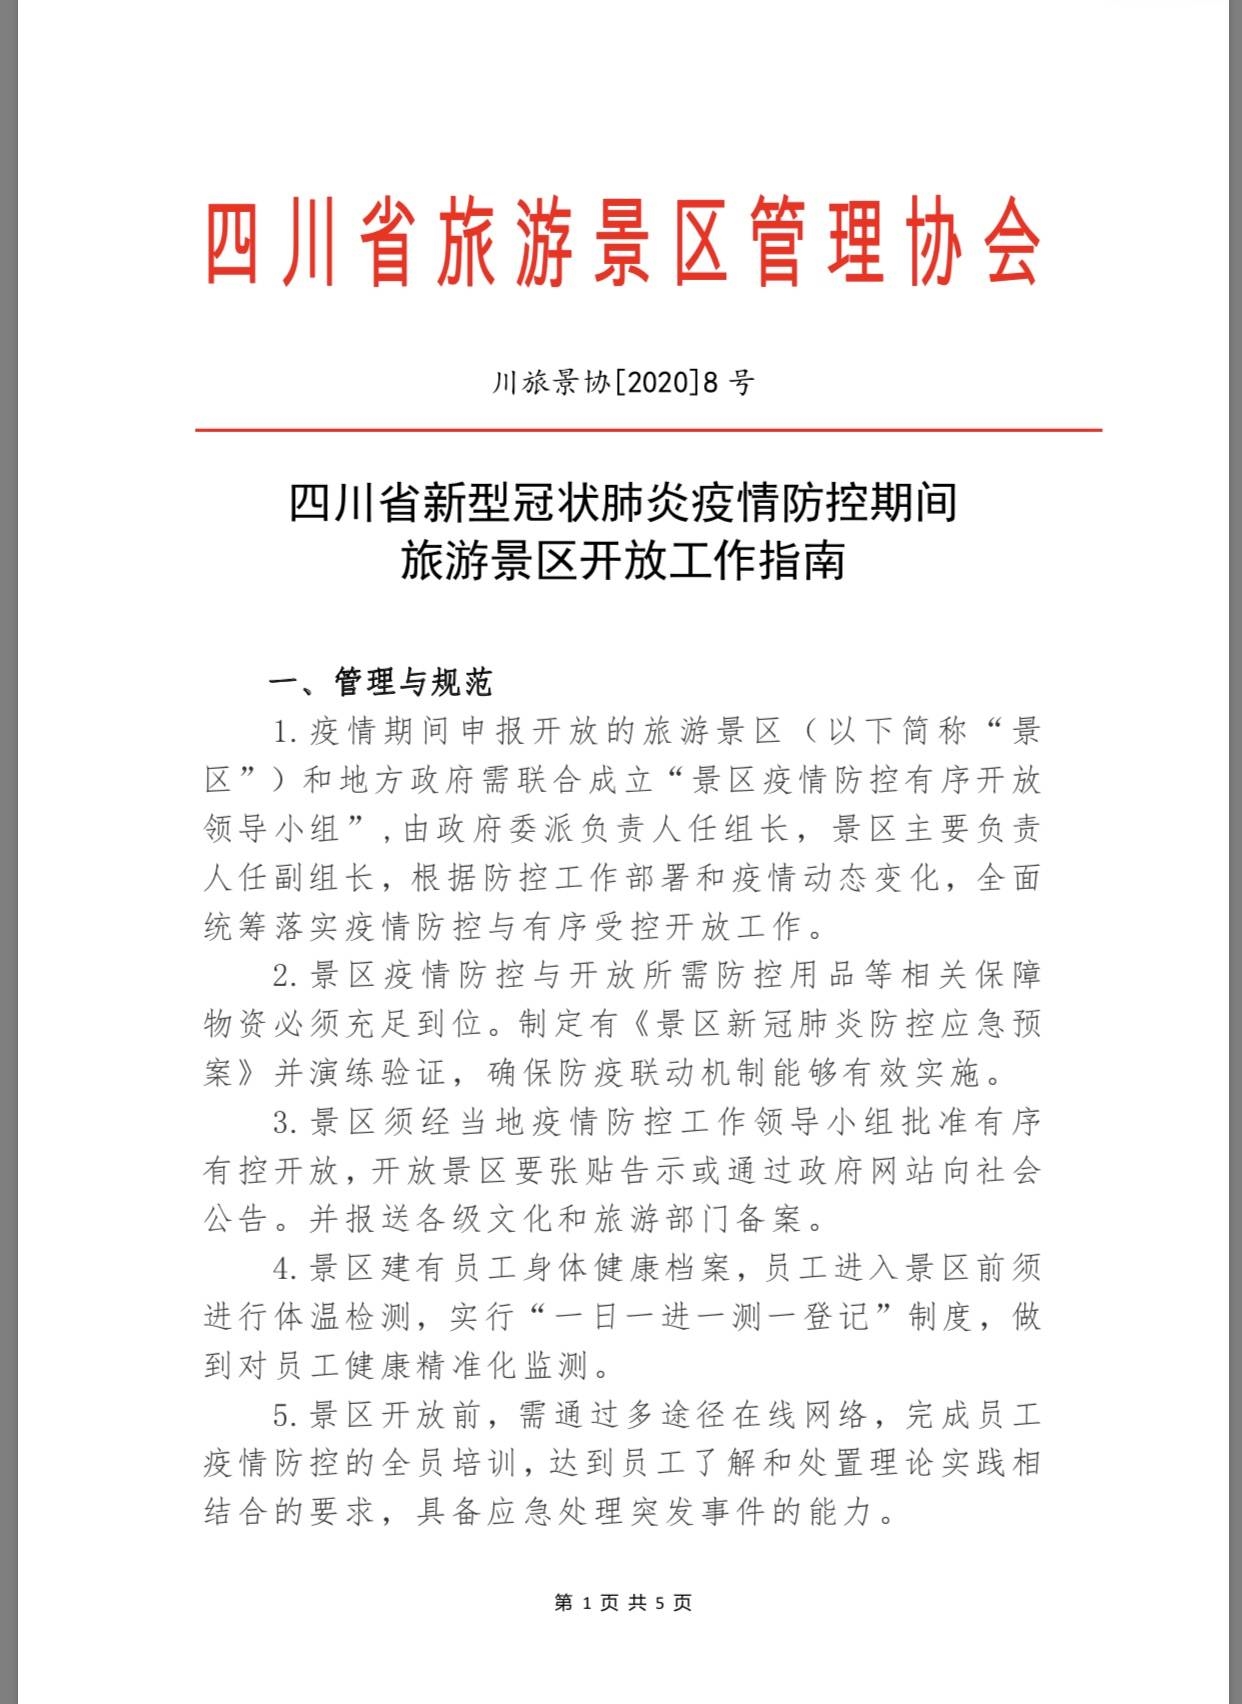 四川省旅游景区管理协会
川旅景协[2020]8 号
四川省新型冠状肺炎疫情防控期间
旅游景区开放工作指南
一、管理与规范
1.疫情期间申报开放的旅游景区（以下简称“景
区”）和地方政府需联合成立“景区疫情防控有序开放
领导小组”,由政府委派负责人任组长，景区主要负责
人任副组长，根据防控工作部署和疫情动态变化，全面
统筹落实疫情防控与有序受控开放工作。
2.景区疫情防控与开放所需防控用品等相关保障
物资必须充足到位。制定有《景区新冠肺炎防控应急预
案》并演练验证，确保防疫联动机制能够有效实施。
3.景区须经当地疫情防控工作领导小组批准有序
有控开放，开放景区要张贴告示或通过政府网站向社会
公告。并报送各级文化和旅游部门备案。
4.景区建有员工身体健康档案，员工进入景区前须
进行体温检测，实行“一日一进一测一登记”制度，做
到对员工健康精准化监测。
5.景区开放前，需通过多途径在线网络，完成员工
疫情防控的全员培训，达到员工了解和处置理论实践相
结合的要求，具备应急处理突发事件的能力。
第 1 页 共 5 页